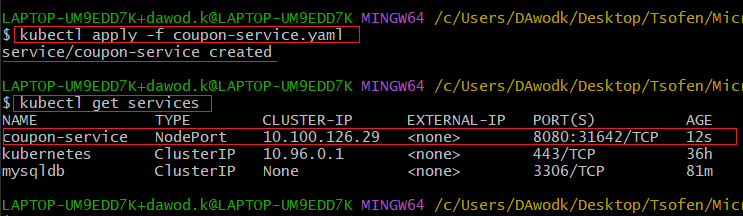 LAPTOP-UM9EDD7K+dawod.k@LAPTOP-UM9EDD7K MINGW64 /c/Users/DAwodk/Desktop/Tsofen/Micr
$ kubectl apply -f coupon-service.yaml
service/coupon-service created
LAPTOP-UM9EDD7K+dawod.k@LAPTOP-UM9EDD7K MINGW64 /c/Users/DAwodk/Desktop/Tsofen/Micr
$ kubectl get services
NAME TYPE CLUSTER-IP EXTERNAL-IP PORT(S) AGE
coupon-service NodePort 10.100.126.29 <none> 8080:31642/TCP 12s
kubernetes ClusterIP 10.96.0.1 <none> 443/TCP 36h
mysqldb ClusterIP None <none> 3306/TCP 81m
LAPTOP-UM9EDD7K+dawod.k@LAPTOP-UM9EDD7K MINGW64 /c/Users/DAwodk/Desktop/Tsofen/Micr